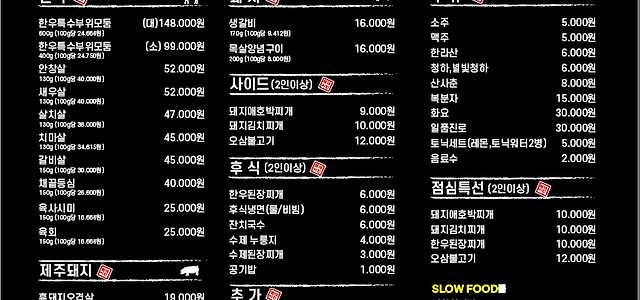 한우특수부위모둠 (대)148.000원
600g (100g당 24.666원)
한우특수부위모둠 (소) 99.000원
400g (100g당 24.750원)
안창살 52.000원
130g (100g당 40.000원)
새우살 52.000원
130g (100g당 40.000원)
살치살 47.000원
130g (100g당 36.000원)
치마살 45.000원
130g (100g당 34.615원)
갈비살 45.000원
150g (100g당 30.000원)
채끝등심 40.000원
150g (100g당 26.600원)
육사시미 25.000원
150g (100g당 16.666원)
육회 25.000원
150g (100g당 16.666원)
제주돼지
흑돼지오겹살 19.000원
생갈비 16.000원
170g (100g당 9.412원)
목살양념구이 16.000원
200g (100g당 8.000원)
사이드 (2인이상)
돼지애호박찌개 9.000원
돼지김치찌개 10.000원
오삼불고기 12.000원
후식 (2인이상)
한우된장찌개 6.000원
후식냉면(물/비빔) 6.000원
잔치국수 6.000원
수제 누룽지 4.000원
수제된장찌개 3.000원
공기밥 1.000원
추가
소주 5.000원
맥주 5.000원
한라산 6.000원
청하,별빛청하 6.000원
산사춘 8.000원
복분자 15.000원
화요 30.000원
일품진로 30.000원
토닉세트(레몬,토닉워터2병) 5.000원
음료수 2.000원
점심특선 (2인이상)
돼지애호박찌개 10.000원
돼지김치찌개 10.000원
한우된장찌개 10.000원
오삼불고기 12.000원
SLOW FOOD를